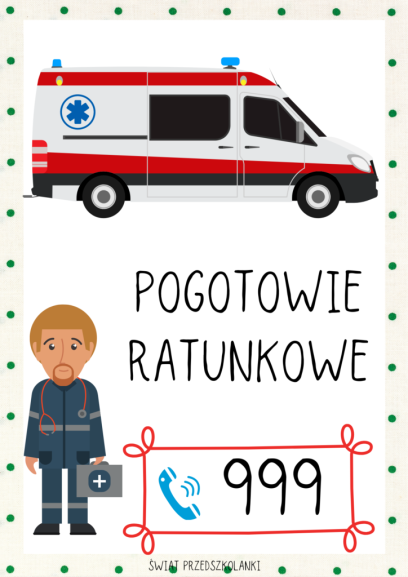 POGOTOWIE
RATUNKOWE
999
ŚWIAT PRZEDSZKOLANKI